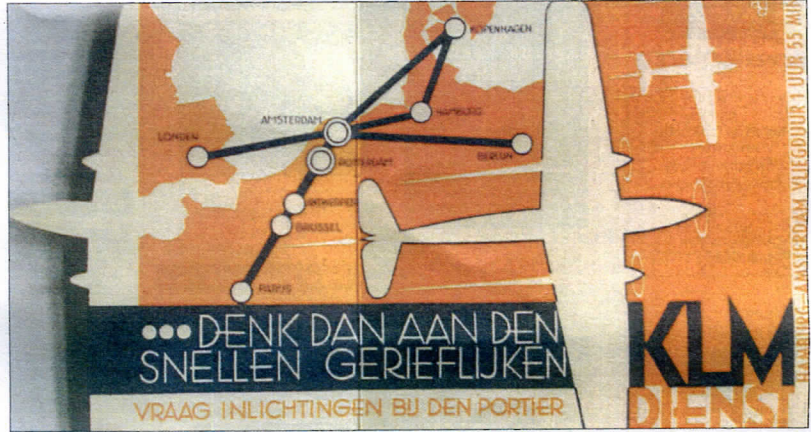 KOPENHAGEN
HAMBURG
AMSTERDAM
LONDEN
BERLIJN
ROTTERDAM
ANTWERPEN
BRUSSEL
PARIJS
●●● DENK DAN AAN DEN
SNELLEN GERIEFLIJKEN
VRAAG INLICHTINGEN BIJ DEN PORTIER
KLM
DIENST
HAMBURG-AMSTERDAM VLIEGDUUR 1 UUR 55 MIN